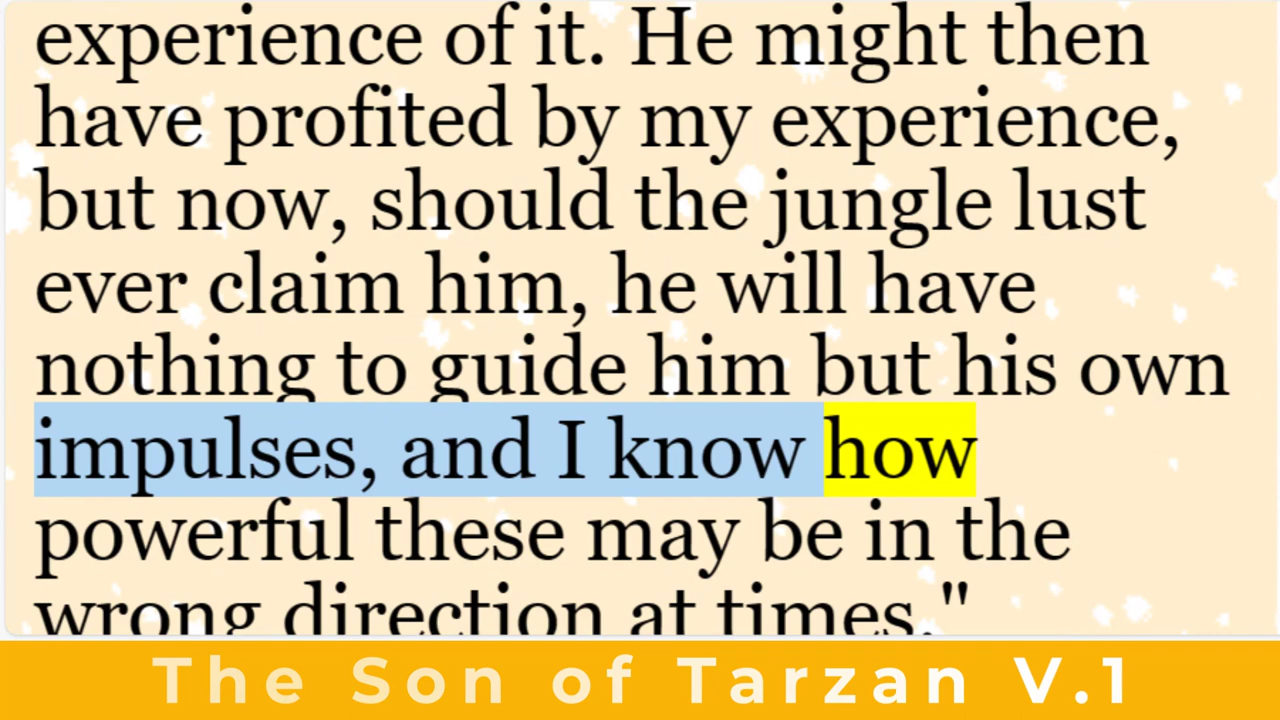 experience of it. He might then
have profited by my experience,
but now, should the jungle lust
ever claim him, he will have
nothing to guide him but his own
impulses, and I know how
powerful these may be in the
wrong direction at times."
The Son of Tarzan V.1